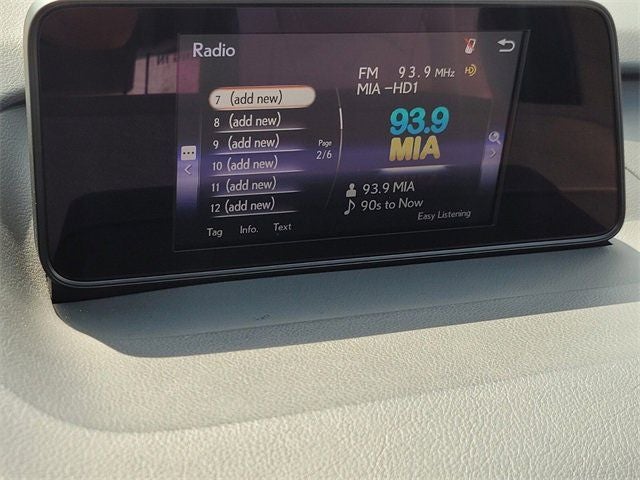 Radio
FM 93.9 MHz HD
MIA -HD1
7 (add new)
8 (add new)
9 (add new)
10 (add new)
11 (add new)
12 (add new)
Page
2/6
93.9
MIA
93.9 MIA
90s to Now
Easy Listening
Tag Info. Text